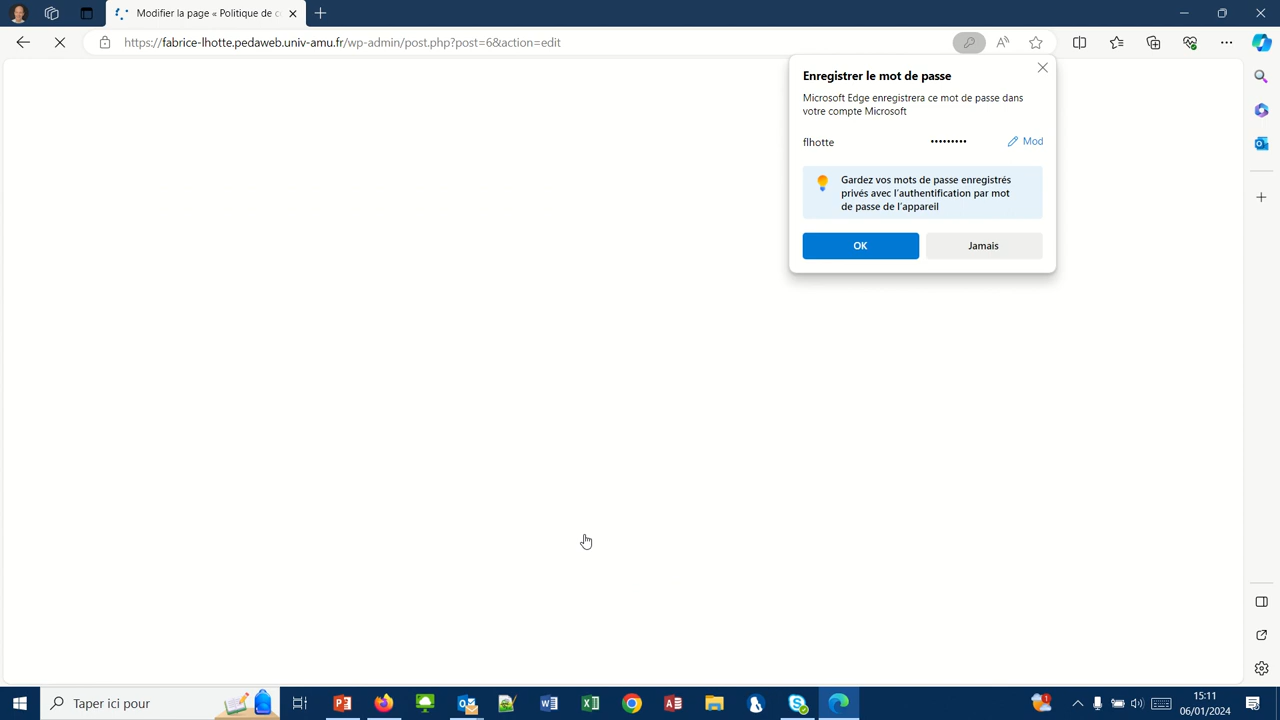 Modifier la page « Politique de c
https://fabrice-lhotte.pedaweb.univ-amu.fr/wp-admin/post.php?post=6&action=edit
Enregistrer le mot de passe
Microsoft Edge enregistrera ce mot de passe dans
votre compte Microsoft
flhotte ••••••••• Mod
Gardez vos mots de passe enregistrés
privés avec l'authentification par mot
de passe de l'appareil
OK Jamais
Taper ici pour
15:11
06/01/2024